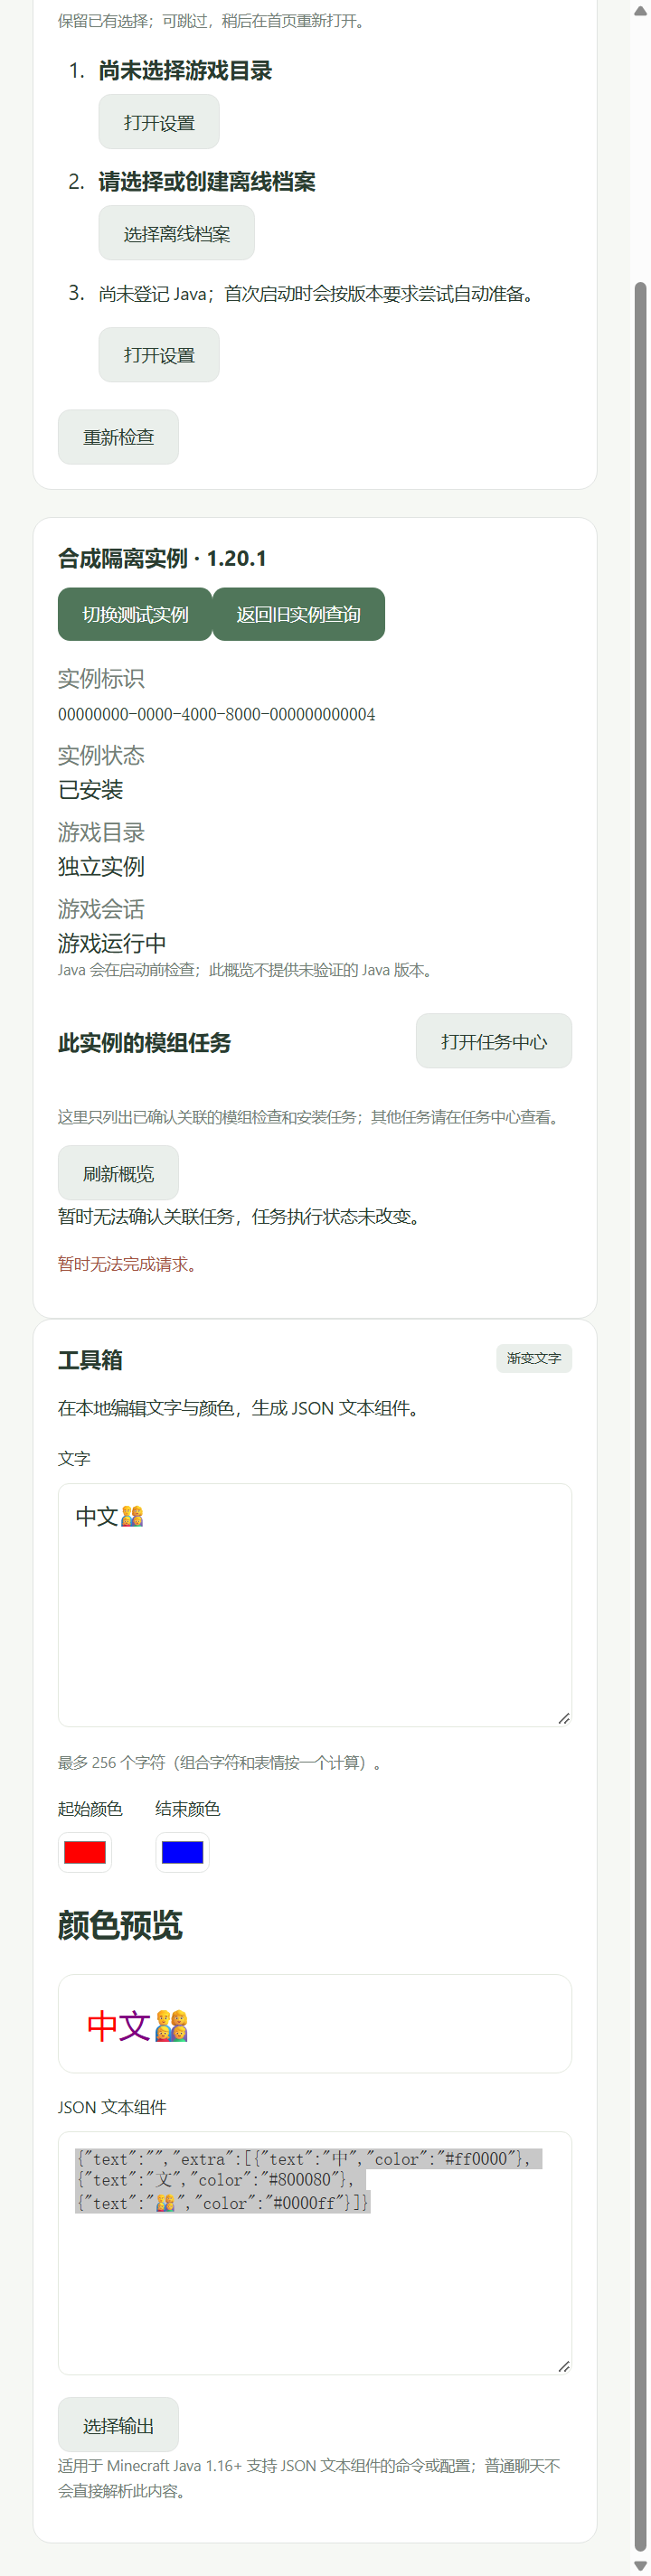 保留已有选择；可跳过，稍后在首页重新打开。
1. 尚未选择游戏目录
打开设置
2. 请选择或创建离线档案
选择离线档案
3. 尚未登记 Java；首次启动时会按版本要求尝试自动准备。
打开设置
重新检查
合成隔离实例 · 1.20.1
切换测试实例 返回旧实例查询
实例标识
00000000-0000-4000-8000-000000000004
实例状态
已安装
游戏目录
独立实例
游戏会话
游戏运行中
Java 会在启动前检查；此概览不提供未验证的 Java 版本。
此实例的模组任务 打开任务中心
这里只列出已确认关联的模组检查和安装任务；其他任务请在任务中心查看。
刷新概览
暂时无法确认关联任务，任务执行状态未改变。
暂时无法完成请求。
工具箱 渐变文字
在本地编辑文字与颜色，生成 JSON 文本组件。
文字
中文👨‍👩‍👧‍👦
最多 256 个字符（组合字符和表情按一个计算）。
起始颜色 结束颜色
颜色预览
中文👨‍👩‍👧‍👦
JSON 文本组件
{"text":"","extra":[{"text":"中","color":"#ff0000"},
{"text":"文","color":"#800080"},
{"text":"👨‍👩‍👧‍👦","color":"#0000ff"}]}
选择输出
适用于 Minecraft Java 1.16+ 支持 JSON 文本组件的命令或配置；普通聊天不
会直接解析此内容。